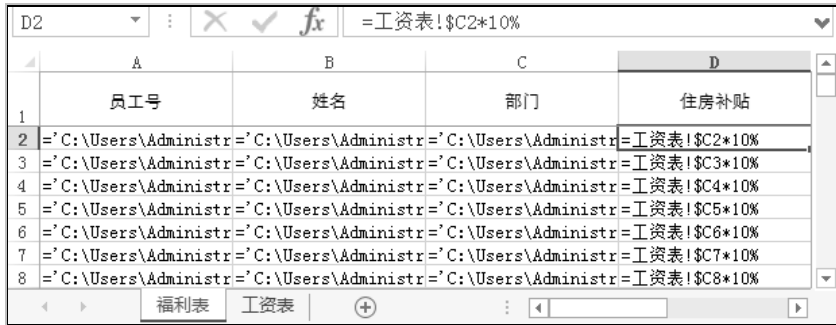 D2 fx =工资表!$C2*10%
A B C D
1 员工号 姓名 部门 住房补贴
2 ='C:\Users\Administr ='C:\Users\Administr ='C:\Users\Administr =工资表!$C2*10%
3 ='C:\Users\Administr ='C:\Users\Administr ='C:\Users\Administr =工资表!$C3*10%
4 ='C:\Users\Administr ='C:\Users\Administr ='C:\Users\Administr =工资表!$C4*10%
5 ='C:\Users\Administr ='C:\Users\Administr ='C:\Users\Administr =工资表!$C5*10%
6 ='C:\Users\Administr ='C:\Users\Administr ='C:\Users\Administr =工资表!$C6*10%
7 ='C:\Users\Administr ='C:\Users\Administr ='C:\Users\Administr =工资表!$C7*10%
8 ='C:\Users\Administr ='C:\Users\Administr ='C:\Users\Administr =工资表!$C8*10%
福利表 工资表